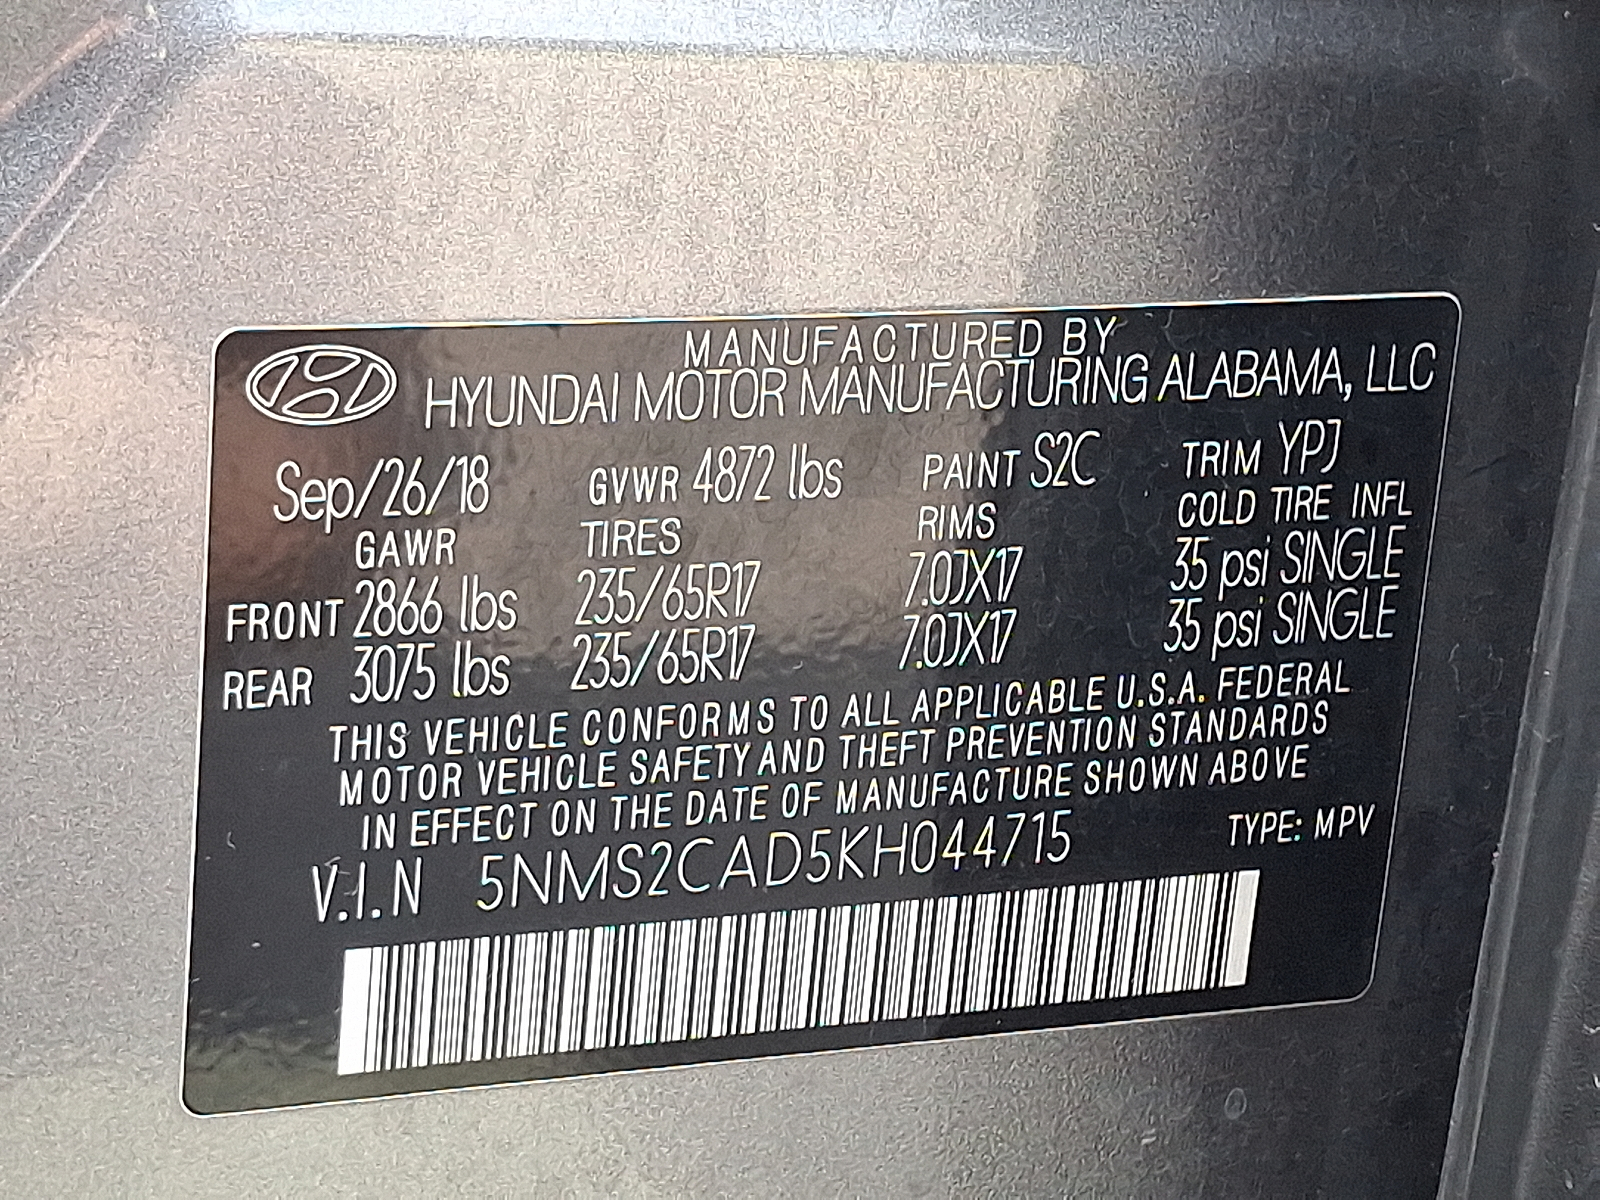 MANUFACTURED BY
HYUNDAI MOTOR MANUFACTURING ALABAMA, LLC
Sep/26/18 GVWR 4872 lbs PAINT S2C TRIM YPJ
GAWR TIRES RIMS COLD TIRE INFL
FRONT 2866 lbs 235/65R17 7.0JX17 35 psi SINGLE
REAR 3075 lbs 235/65R17 7.0JX17 35 psi SINGLE
THIS VEHICLE CONFORMS TO ALL APPLICABLE U.S.A. FEDERAL
MOTOR VEHICLE SAFETY AND THEFT PREVENTION STANDARDS
IN EFFECT ON THE DATE OF MANUFACTURE SHOWN ABOVE
V.I.N 5NMS2CAD5KH044715 TYPE: MPV